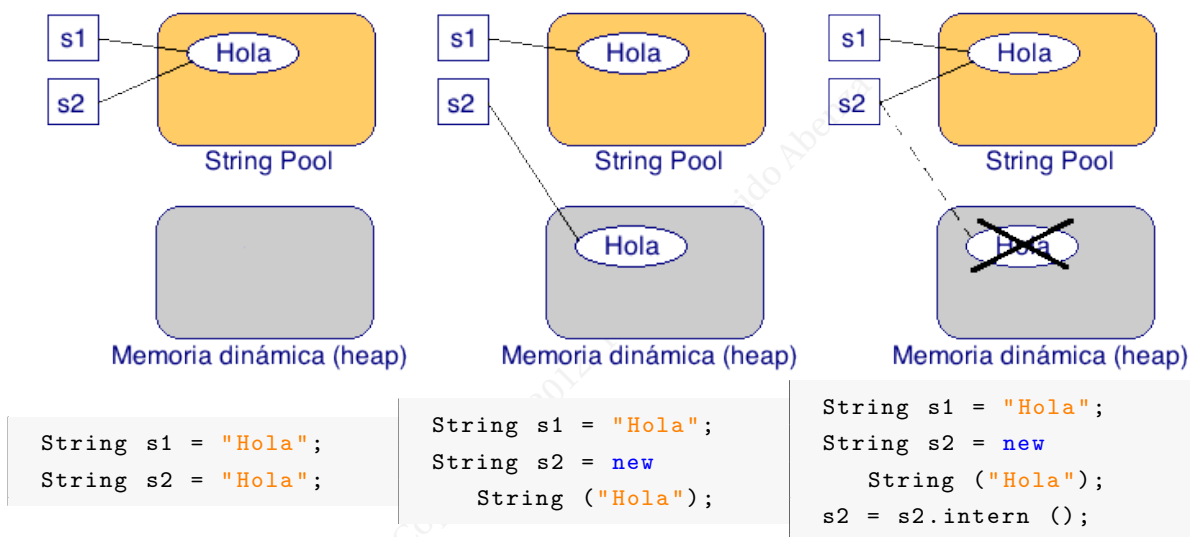 s1
s2
Hola
String Pool
Memoria dinámica (heap)
String s1 = "Hola";
String s2 = "Hola";
s1
s2
Hola
String Pool
Hola
Memoria dinámica (heap)
String s1 = "Hola";
String s2 = new
String ("Hola");
s1
s2
Hola
String Pool
Hola
Memoria dinámica (heap)
String s1 = "Hola";
String s2 = new
String ("Hola");
s2 = s2.intern ();